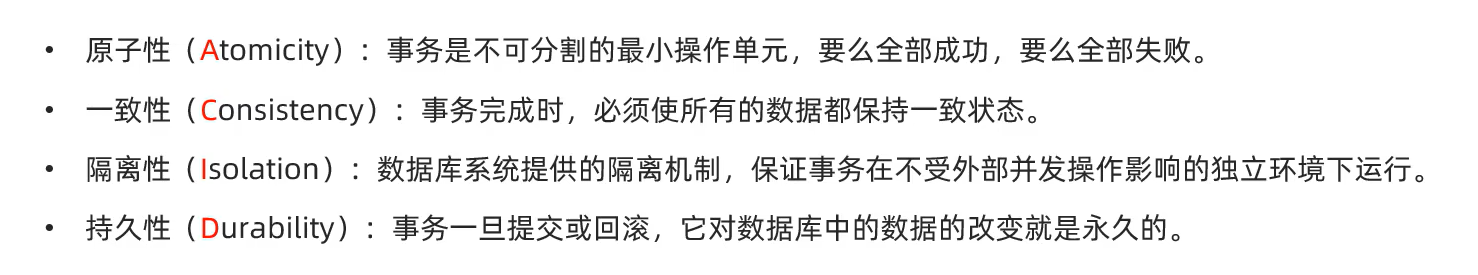 • 原子性（Atomicity）：事务是不可分割的最小操作单元，要么全部成功，要么全部失败。
• 一致性（Consistency）：事务完成时，必须使所有的数据都保持一致状态。
• 隔离性（Isolation）：数据库系统提供的隔离机制，保证事务在不受外部并发操作影响的独立环境下运行。
• 持久性（Durability）：事务一旦提交或回滚，它对数据库中的数据的改变就是永久的。